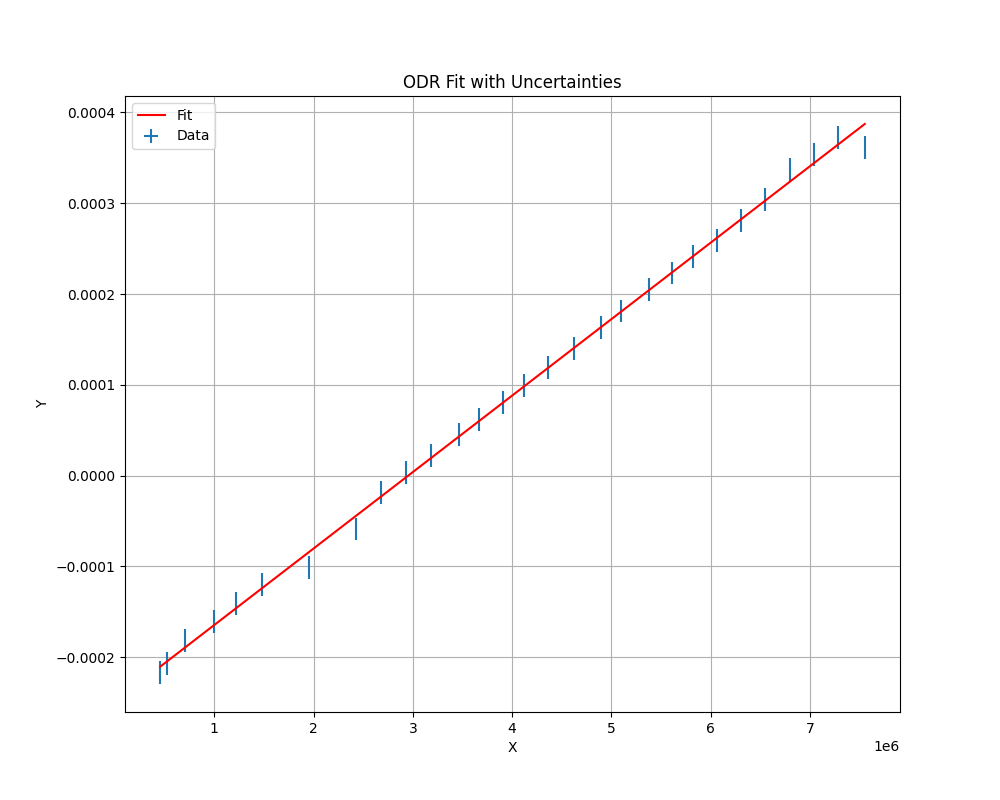 ODR Fit with Uncertainties
Fit
Data
0.0004
0.0003
0.0002
0.0001
0.0000
−0.0001
−0.0002
Y
1 2 3 4 5 6 7
1e6
X